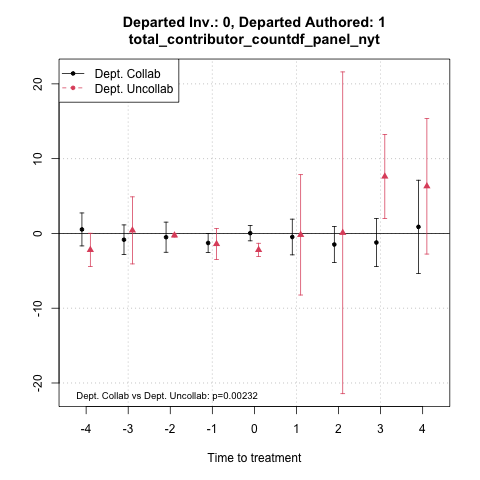 Departed Inv.: 0, Departed Authored: 1
total_contributor_countdf_panel_nyt
Dept. Collab
Dept. Uncollab
20
10
0
-10
-20
Dept. Collab vs Dept. Uncollab: p=0.00232
-4 -3 -2 -1 0 1 2 3 4
Time to treatment